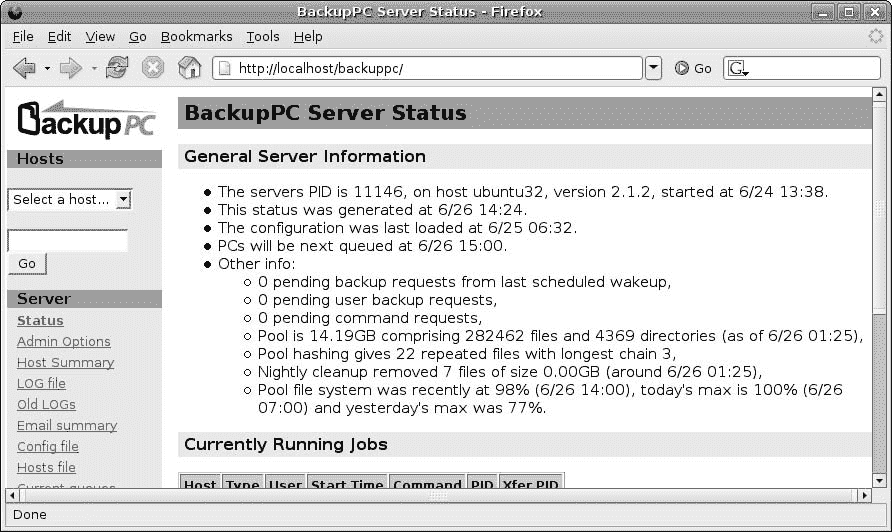 BackupPC Server Status - Firefox
File Edit View Go Bookmarks Tools Help
http://localhost/backuppc/
Go
G
BackupPC
Hosts
Select a host...
Go
Server
Status
Admin Options
Host Summary
LOG file
Old LOGs
Email summary
Config file
Hosts file
Current queues
BackupPC Server Status
General Server Information
The servers PID is 11146, on host ubuntu32, version 2.1.2, started at 6/24 13:38.
This status was generated at 6/26 14:24.
The configuration was last loaded at 6/25 06:32.
PCs will be next queued at 6/26 15:00.
Other info:
0 pending backup requests from last scheduled wakeup,
0 pending user backup requests,
0 pending command requests,
Pool is 14.19GB comprising 282462 files and 4369 directories (as of 6/26 01:25),
Pool hashing gives 22 repeated files with longest chain 3,
Nightly cleanup removed 7 files of size 0.00GB (around 6/26 01:25),
Pool file system was recently at 98% (6/26 14:00), today's max is 100% (6/26
07:00) and yesterday's max was 77%.
Currently Running Jobs
Host Type User Start Time Command PID Xfer PID
Done